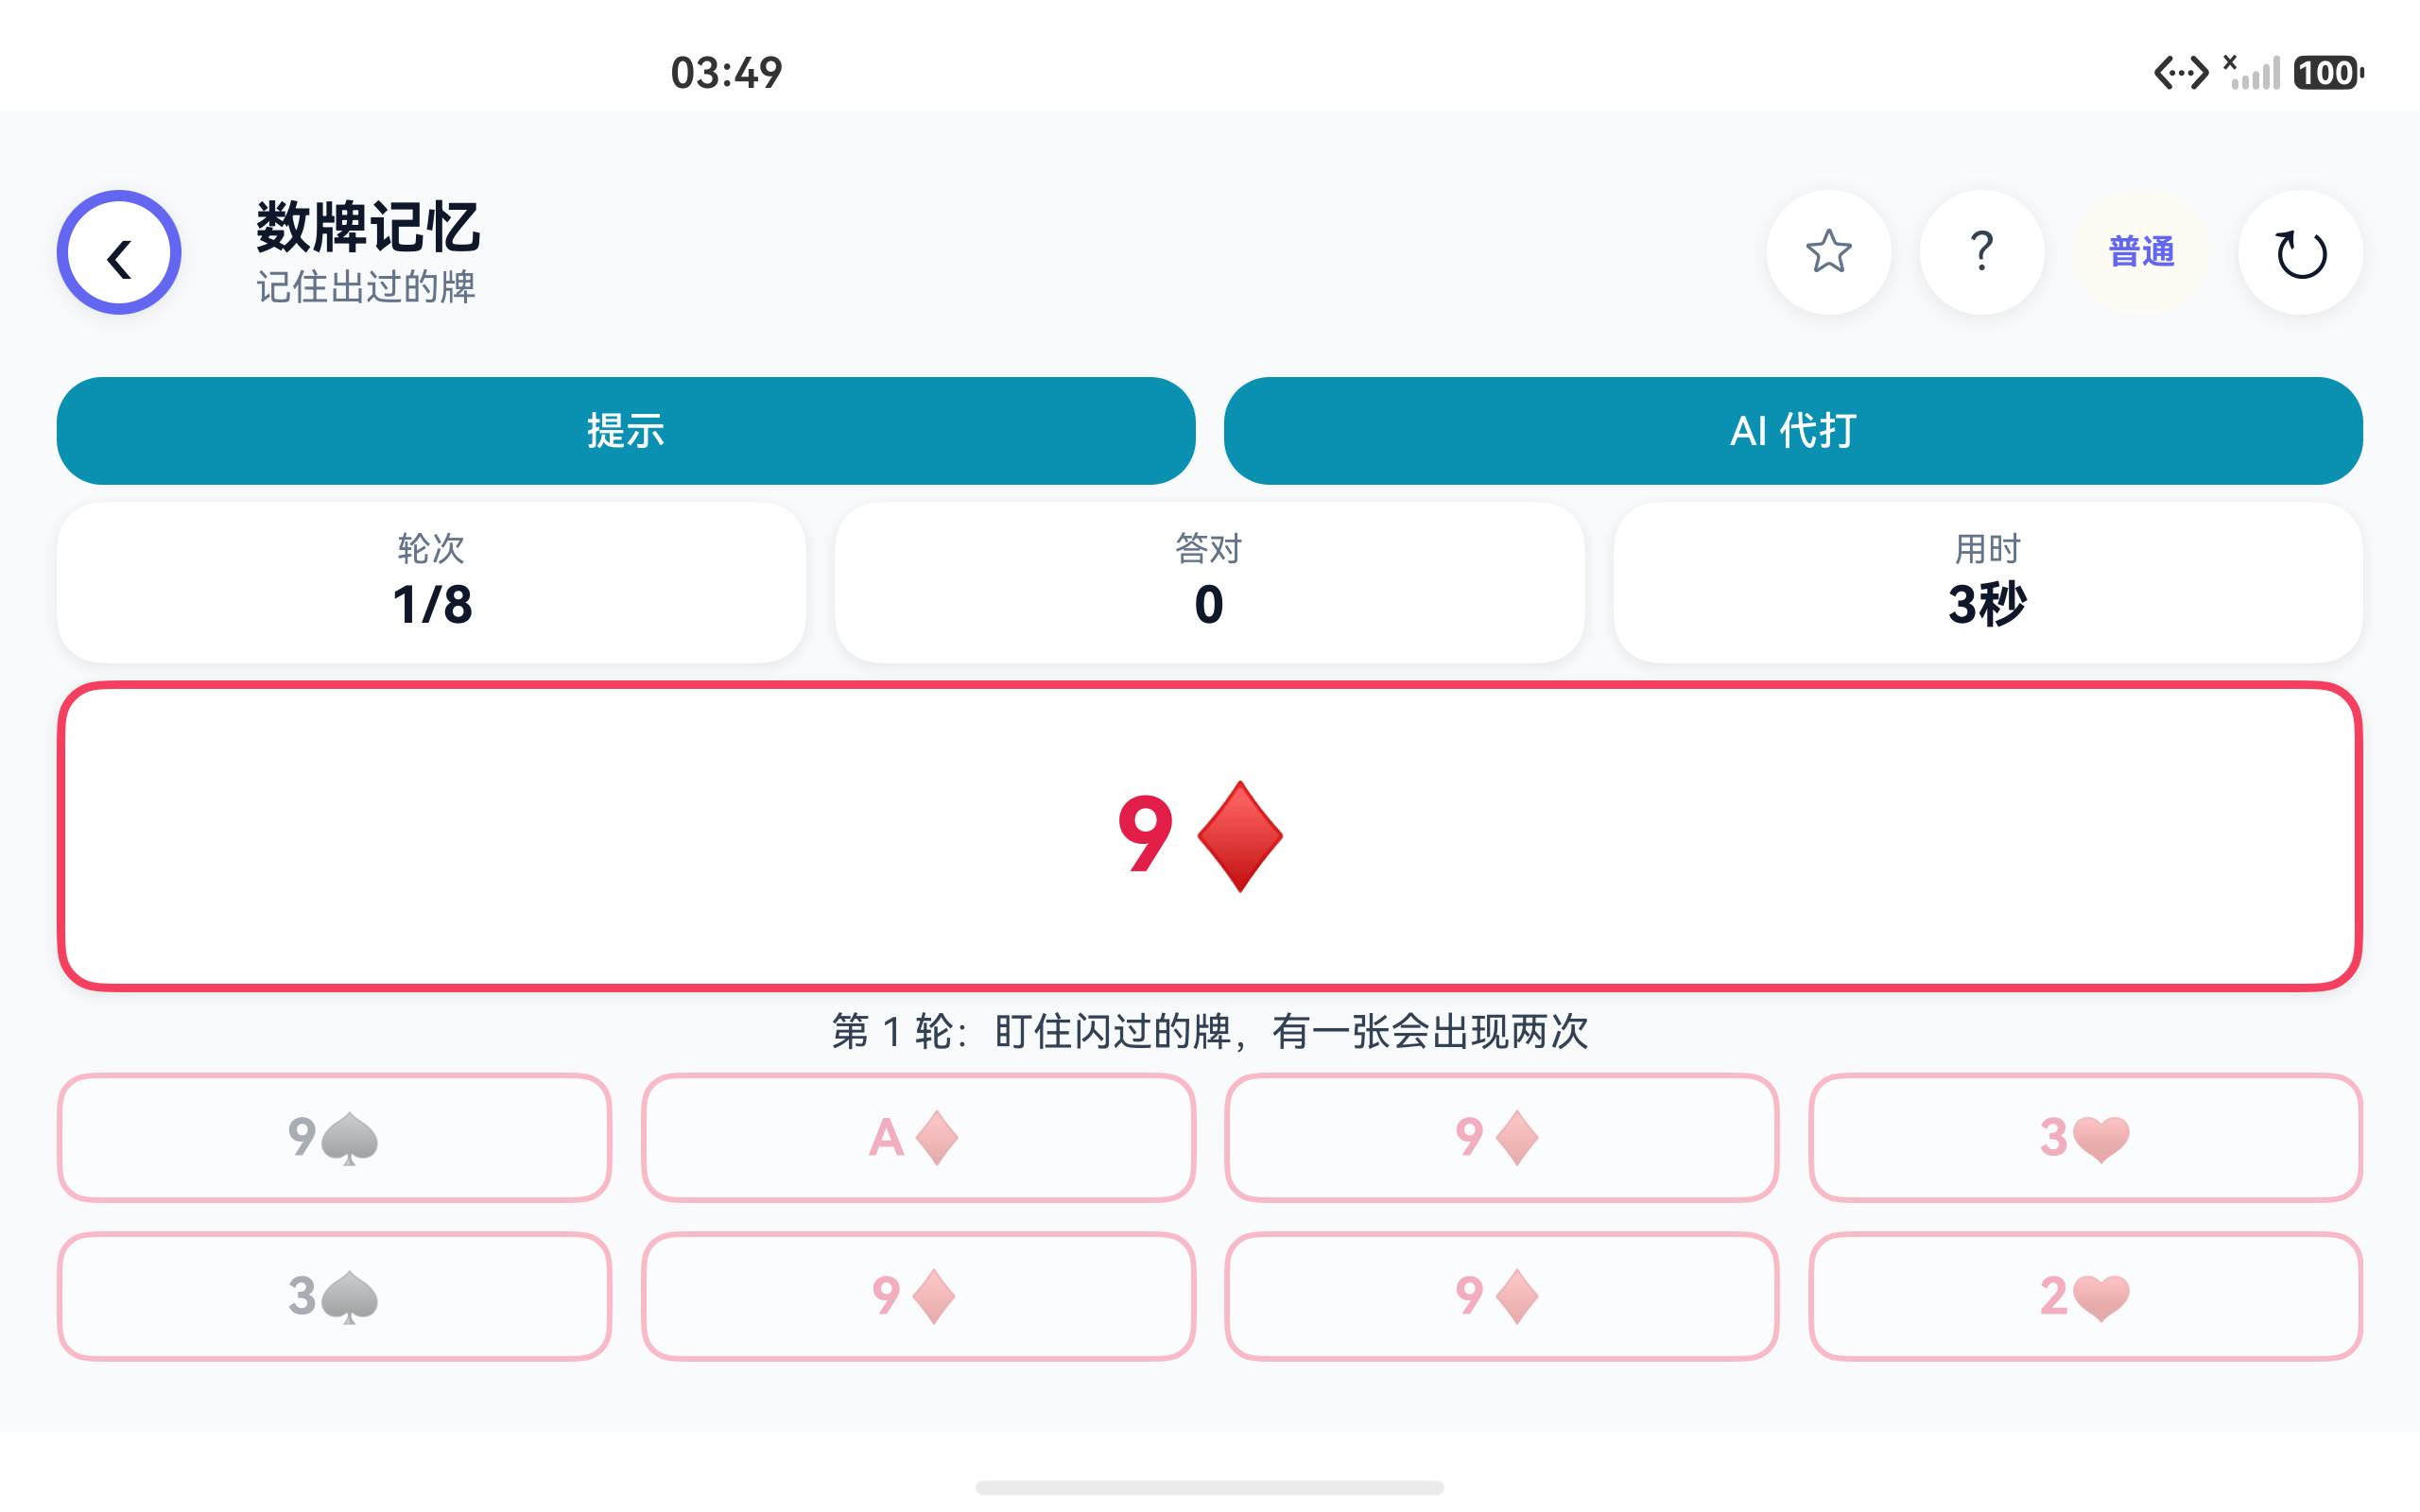 03:49
100
数牌记忆
记住出过的牌
?
普通
提示
AI 代打
轮次
1/8
答对
0
用时
3秒
9♦
第 1 轮：盯住闪过的牌，有一张会出现两次
9♠ A♦ 9♦ 3♥
3♠ 9♦ 9♦ 2♥